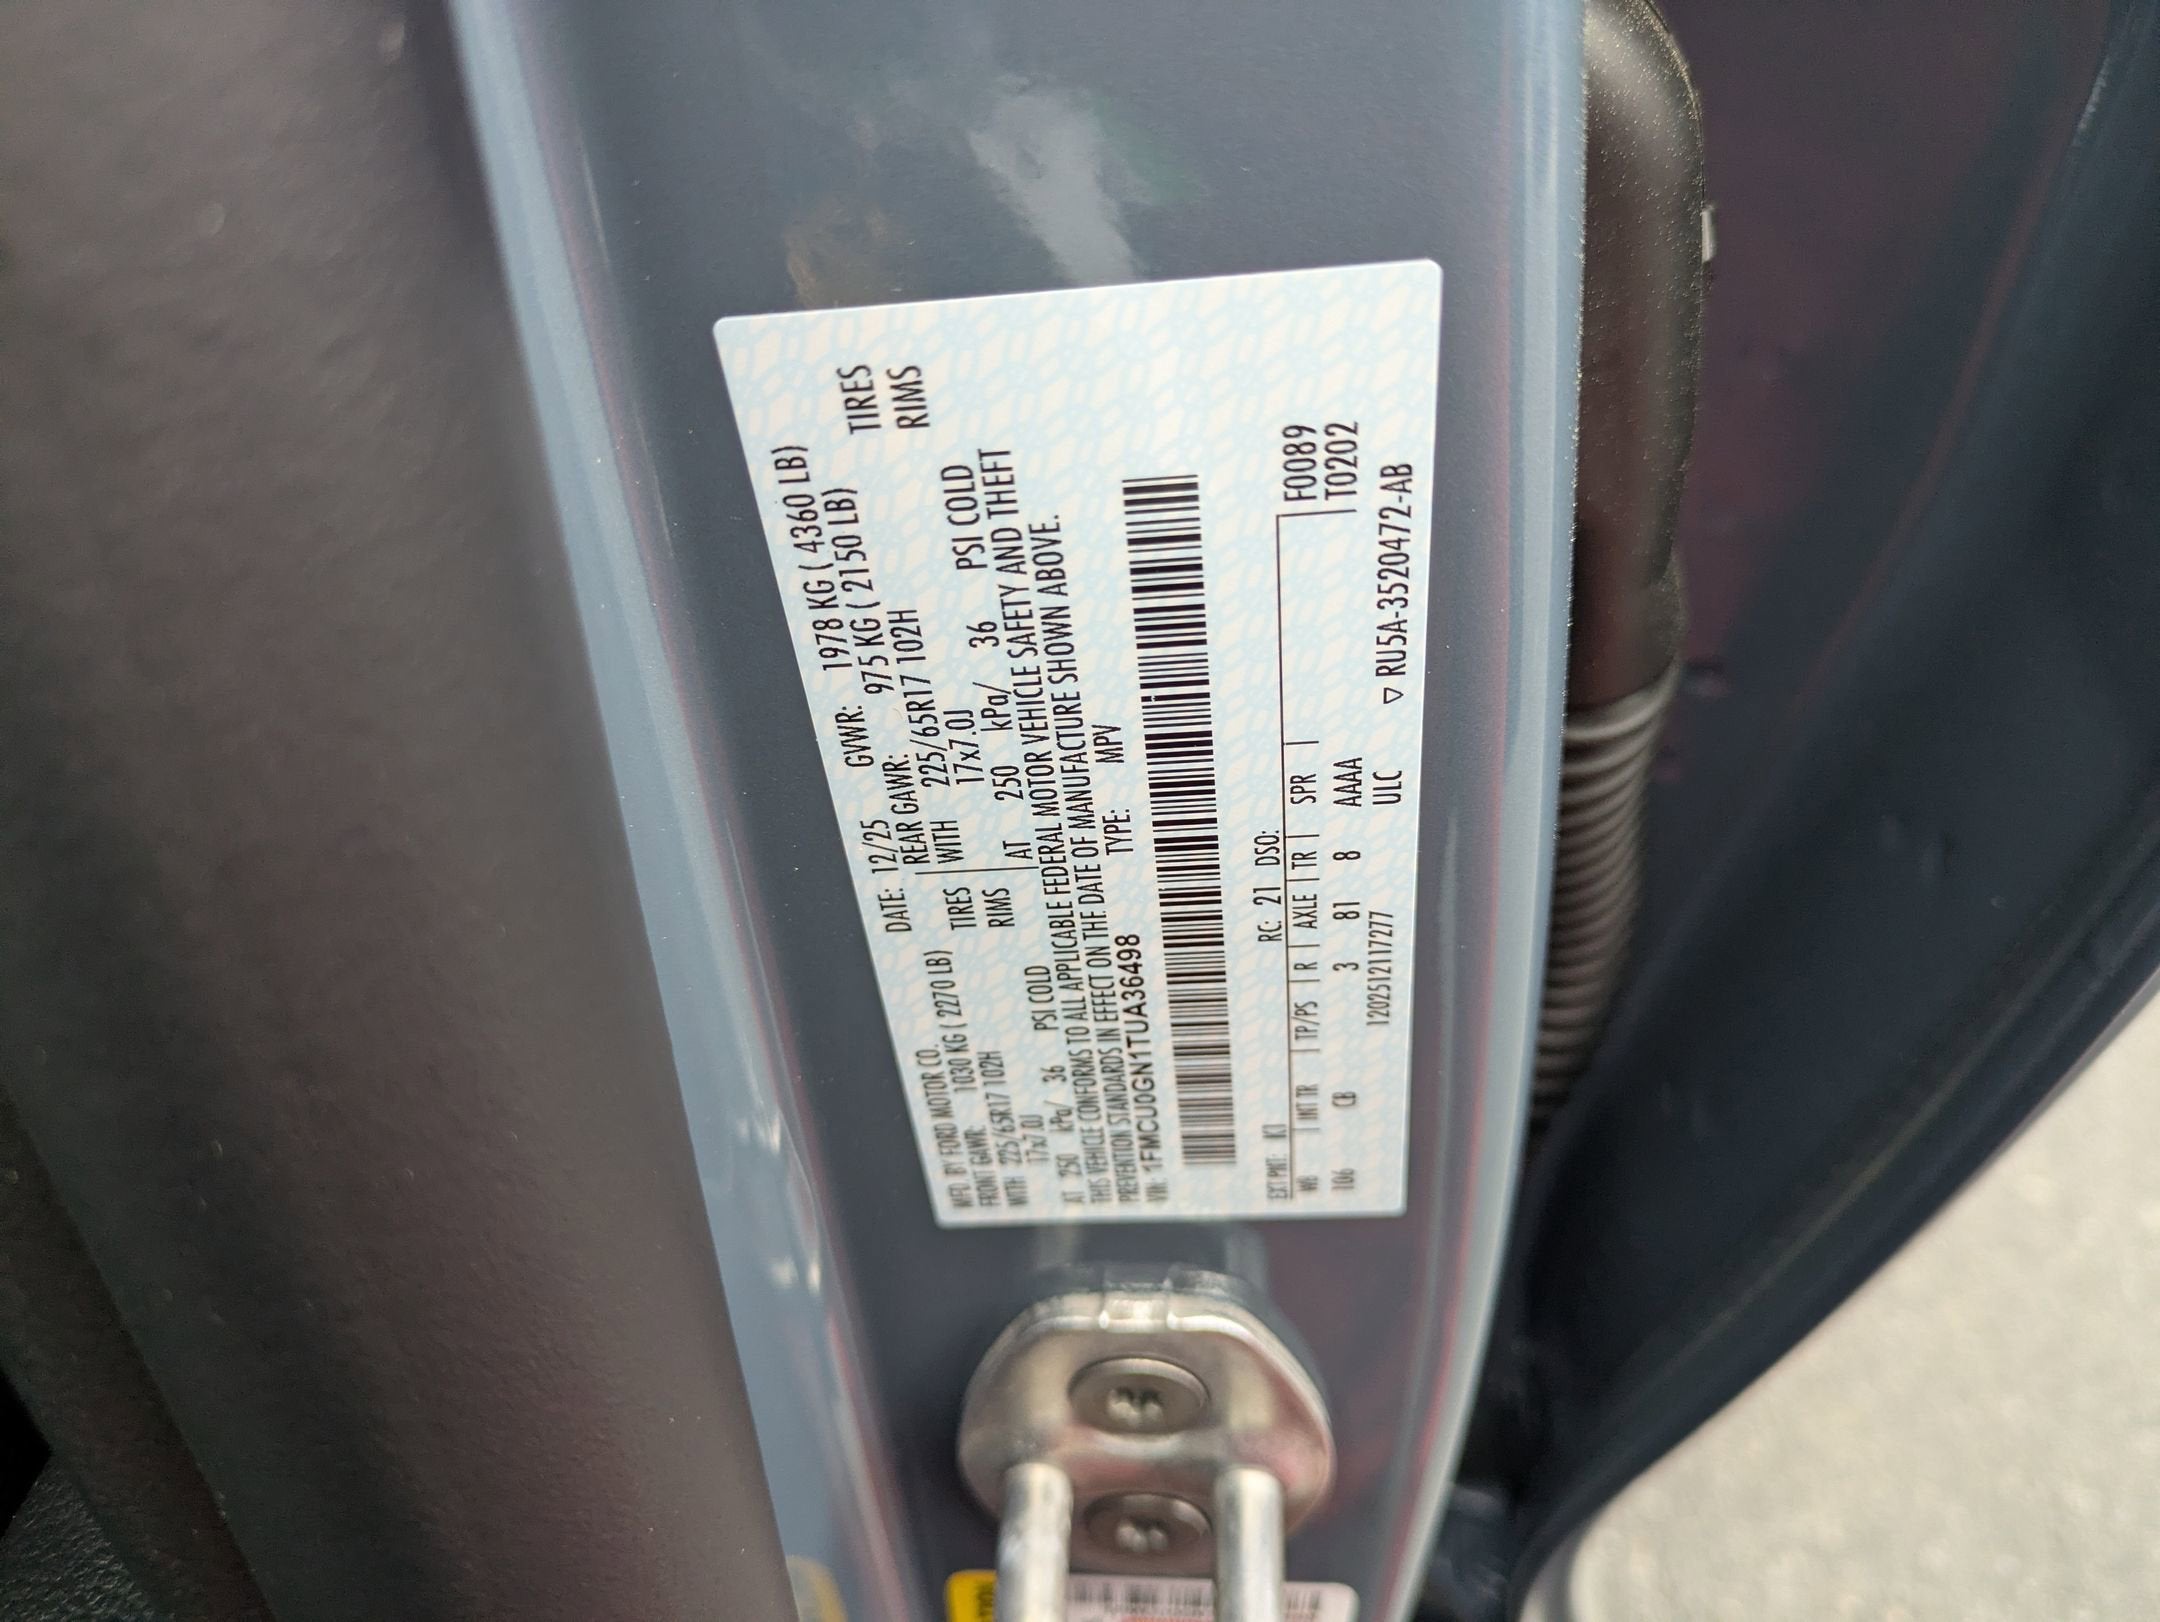 MFD. BY FORD MOTOR CO. DATE: 12/25 GVWR: 1978 KG ( 4360 LB)
FRONT GAWR: 1030 KG ( 2270 LB) REAR GAWR: 975 KG ( 2150 LB)
WITH 225/65R17 102H TIRES WITH 225/65R17 102H TIRES
17x7.0J RIMS 17x7.0J RIMS
AT 250 kPa/ 36 PSI COLD AT 250 kPa/ 36 PSI COLD
THIS VEHICLE CONFORMS TO ALL APPLICABLE FEDERAL MOTOR VEHICLE SAFETY AND THEFT
PREVENTION STANDARDS IN EFFECT ON THE DATE OF MANUFACTURE SHOWN ABOVE.
VIN: 1FMCU0GN1TUA36498 TYPE: MPV
EXT PNT: K1 RC: 21 DSO:
WB | INT TR | TP/PS | R | AXLE | TR | SPR | F0089
106 CB 3 81 8 AAAA T0202
1202512117277 ULC ▽ RU5A-3520472-AB